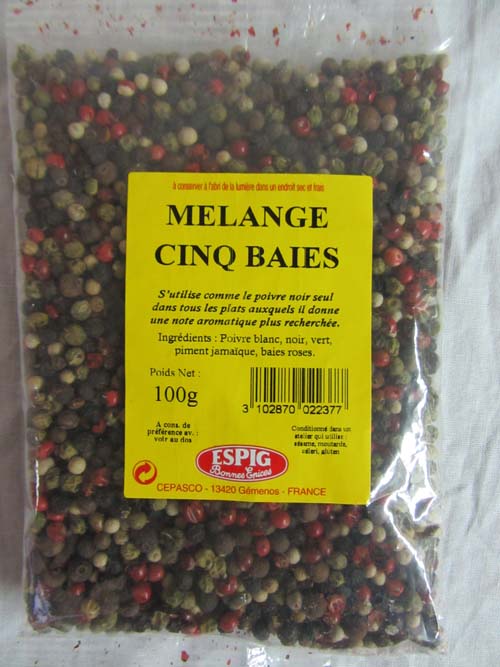 à conserver à l'abri de la lumière dans un endroit sec et frais
MELANGE
CINQ BAIES
S'utilise comme le poivre noir seul
dans tous les plats auxquels il donne
une note aromatique plus recherchée.
Ingrédients : Poivre blanc, noir, vert,
piment jamaïque, baies roses.
Poids Net :
100g
3 102870 022377
A cons. de
préférence av. :
voir au dos
Conditionné dans un
atelier qui utilise :
sésame, moutarde,
céleri, gluten
ESPIG
Bonnes Epices
CEPASCO - 13420 Gémenos - FRANCE